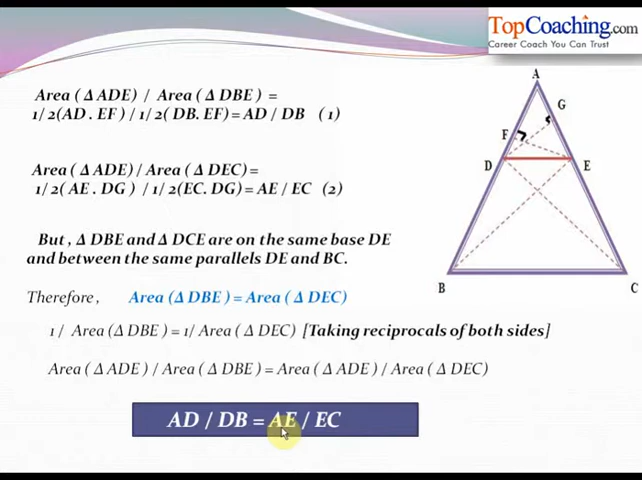 TopCoaching.com
Career Coach You Can Trust
Area ( Δ ADE) / Area ( Δ DBE ) =
1/2(AD . EF ) / 1/2( DB. EF)= AD / DB ( 1 )
Area ( Δ ADE) / Area ( Δ DEC)=
1/2( AE . DG ) / 1/2(EC. DG)= AE / EC (2)
But , Δ DBE and Δ DCE are on the same base DE
and between the same parallels DE and BC.
Therefore , Area (Δ DBE ) = Area ( Δ DEC)
1 / Area (Δ DBE ) = 1/ Area ( Δ DEC) [Taking reciprocals of both sides]
Area ( Δ ADE ) / Area ( Δ DBE ) = Area ( Δ ADE ) / Area ( Δ DEC)
AD / DB = AE / EC
A
G
F
D
E
B
C